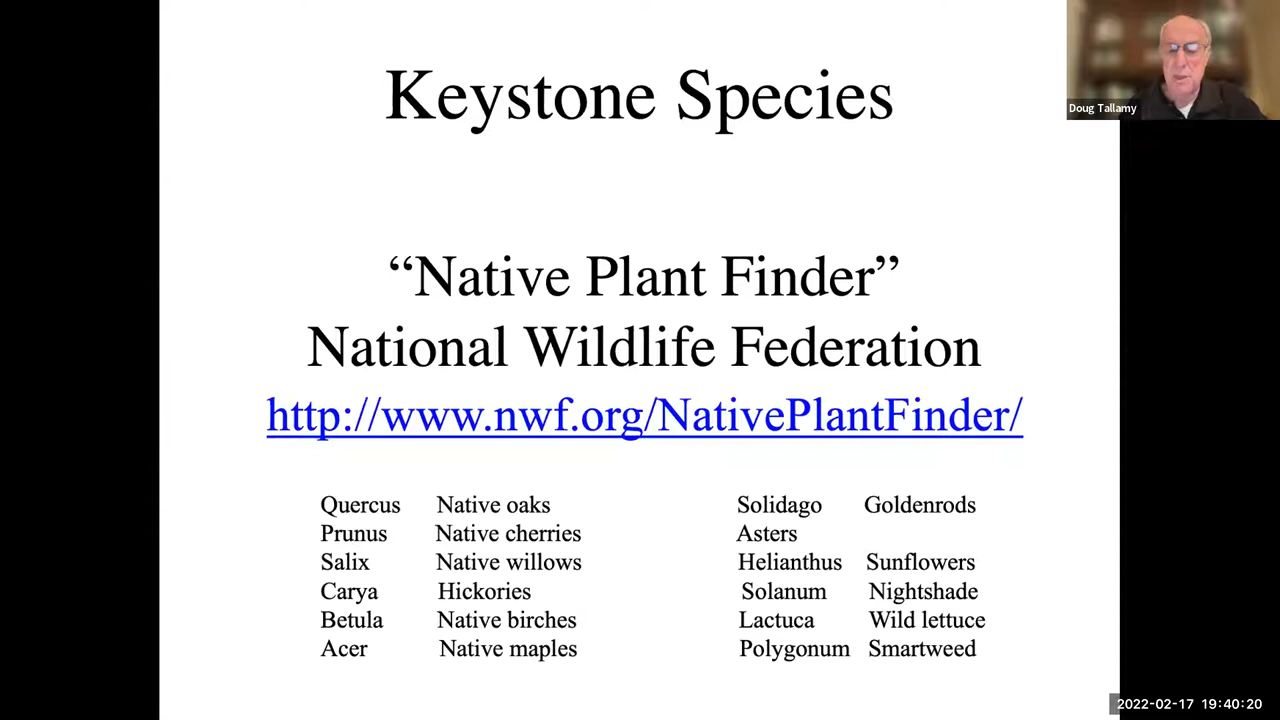 Keystone Species
Doug Tallamy
“Native Plant Finder”
National Wildlife Federation
http://www.nwf.org/NativePlantFinder/
Quercus Native oaks
Prunus Native cherries
Salix Native willows
Carya Hickories
Betula Native birches
Acer Native maples
Solidago Goldenrods
Asters
Helianthus Sunflowers
Solanum Nightshade
Lactuca Wild lettuce
Polygonum Smartweed
2022-02-17 19:40:20